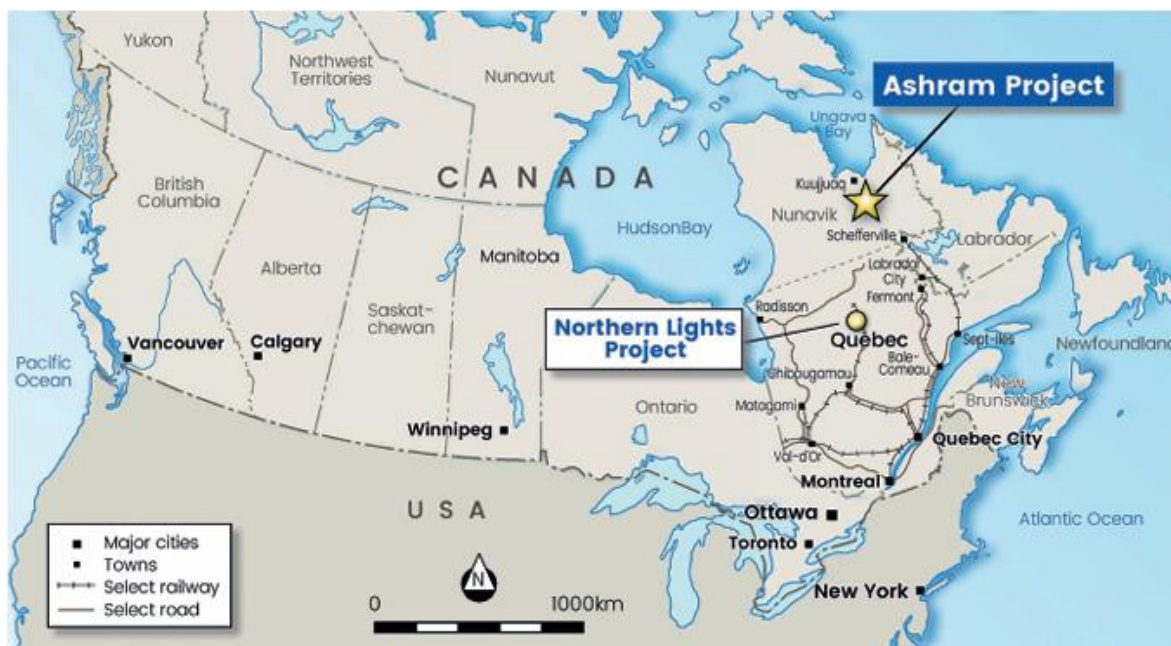 Yukon
Northwest
Territories
Nunavut
Ashram Project
Ungava
Bay
British
Columbia
CANADA
Kuujjuaq
Nunavik
HudsonBay
Schefferville
Labrador
Alberta
Manitoba
Saskat-
chewan
Labrador
City
Fermont
Radisson
Northern Lights
Project
Québec
Sept-Iles
Vancouver
Calgary
Newfoundland
Pacific
Ocean
Baie-
Comeau
Chibougamau
New
Brunswick
Matagami
Ontario
Winnipeg
Quebec City
Val-d'Or
Montreal
USA
Ottawa
Atlantic Ocean
Toronto
Major cities
Towns
Select railway
Select road
N
0 1000km
New York